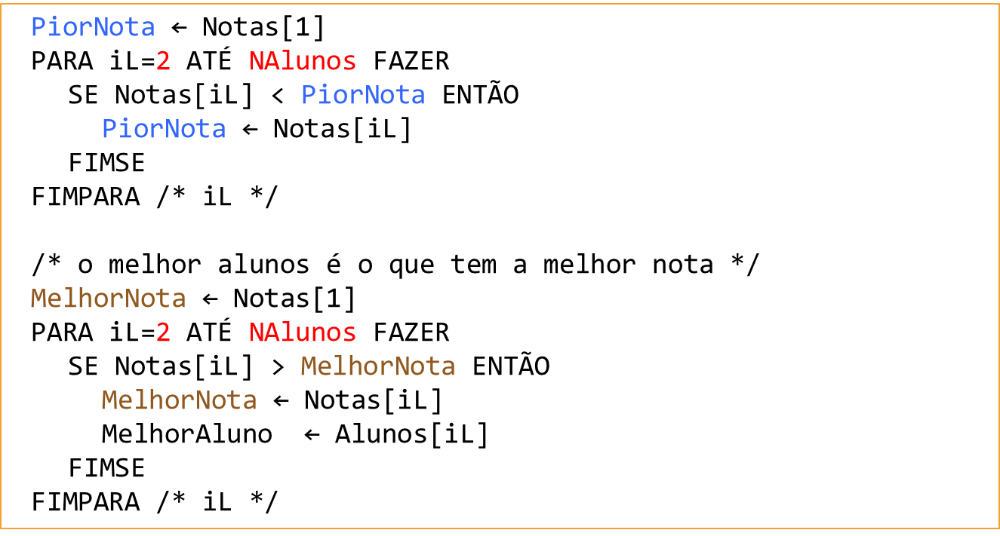 PiorNota ← Notas[1]
PARA iL=2 ATÉ NAlunos FAZER
SE Notas[iL] < PiorNota ENTÃO
PiorNota ← Notas[iL]
FIMSE
FIMPARA /* iL */
/* o melhor alunos é o que tem a melhor nota */
MelhorNota ← Notas[1]
PARA iL=2 ATÉ NAlunos FAZER
SE Notas[iL] > MelhorNota ENTÃO
MelhorNota ← Notas[iL]
MelhorAluno ← Alunos[iL]
FIMSE
FIMPARA /* iL */